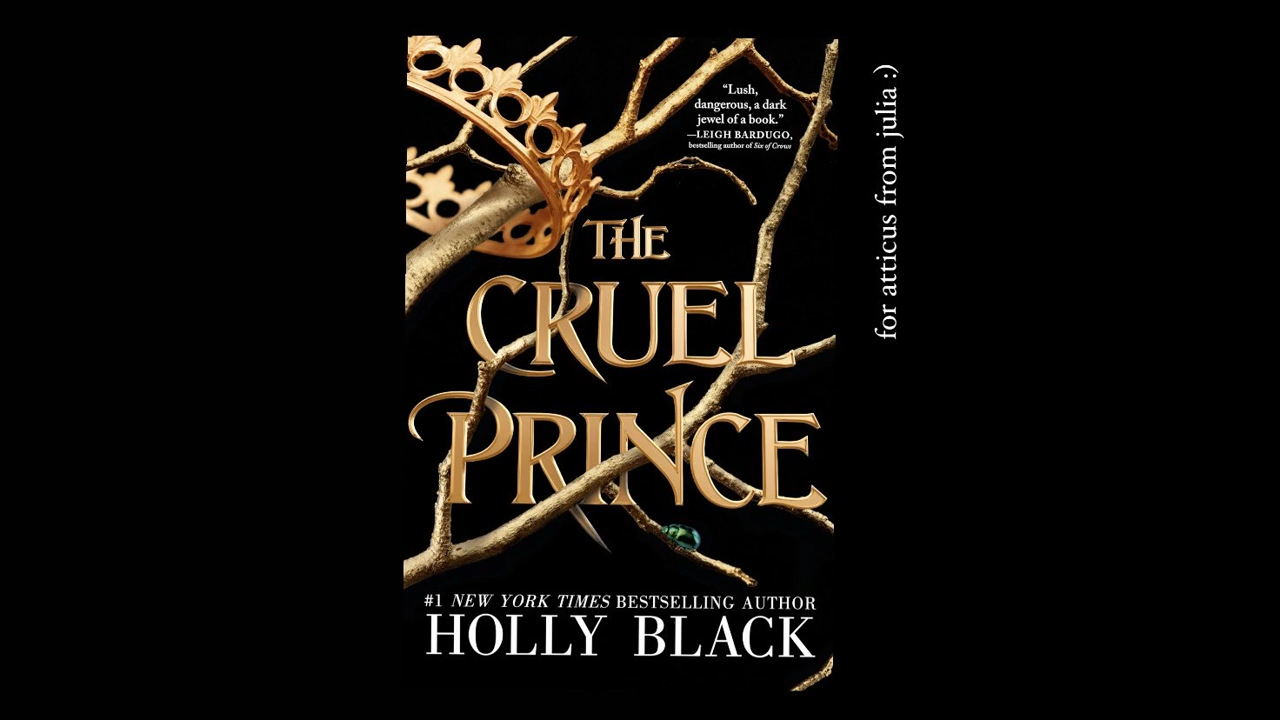 “Lush,
dangerous, a dark
jewel of a book.”
—LEIGH BARDUGO,
bestselling author of Six of Crows
THE
CRUEL
PRINCE
#1 NEW YORK TIMES BESTSELLING AUTHOR
HOLLY BLACK
for atticus from julia :)